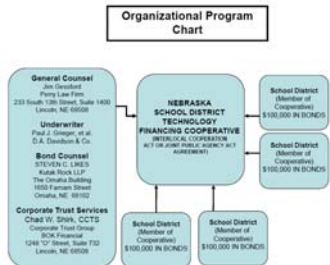 Organizational Program
Chart
General Counsel
Jim Gessford
Perry Law Firm
233 South 13th Street, Suite 1400
Lincoln, NE 68508
Underwriter
Paul J. Grieger, et al.
D.A. Davidson & Co.
Bond Counsel
STEVEN C. LIKES
Kutak Rock LLP
The Omaha Building
1650 Farnam Street
Omaha, NE 68102
Corporate Trust Services
Chad W. Shirk, CCTS
Corporate Trust Group
BOK Financial
1248 "O" Street, Suite 732
Lincoln, NE 68508
NEBRASKA
SCHOOL DISTRICT
TECHNOLOGY
FINANCING COOPERATIVE
(INTERLOCAL COOPERATION
ACT OR JOINT PUBLIC AGENCY ACT
AGREEMENT)
School District
(Member of
Cooperative)
$100,000 IN BONDS
School District
(Member of
Cooperative)
$100,000 IN BONDS
School District
(Member of
Cooperative)
$100,000 IN BONDS
School District
(Member of
Cooperative)
$100,000 IN BONDS